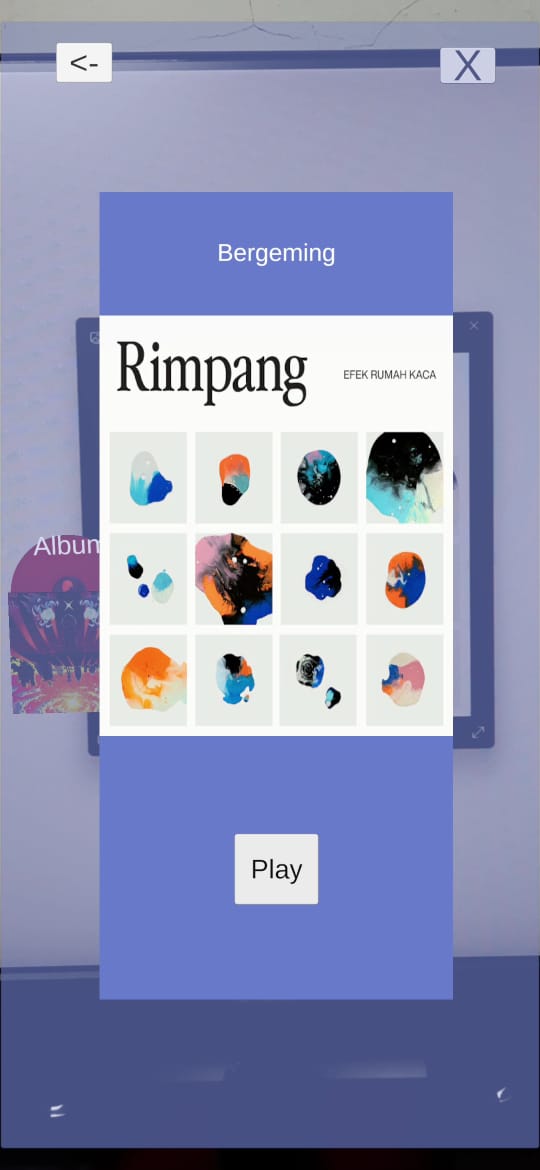 <-
X
Bergeming
Rimpang
EFEK RUMAH KACA
Album
Play